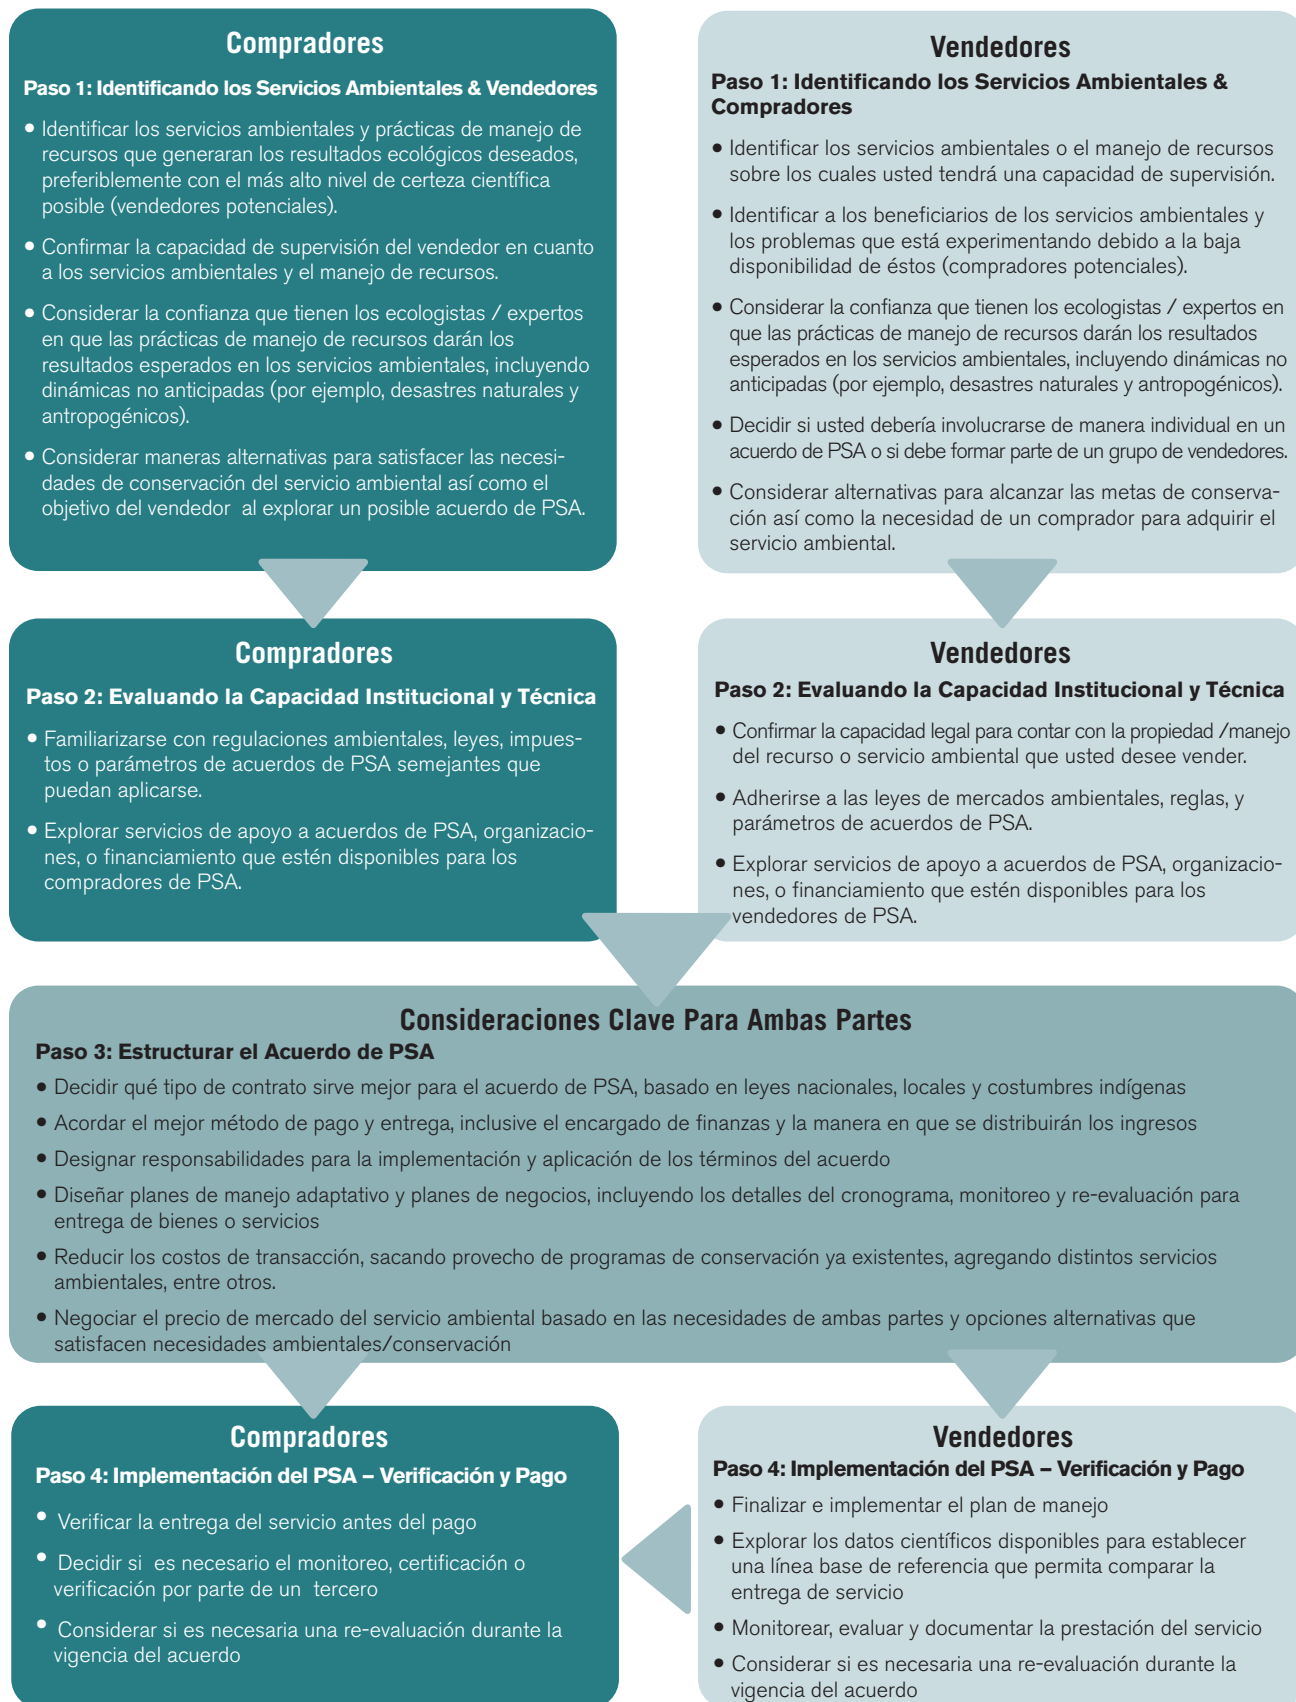 Compradores
Paso 1: Identificando los Servicios Ambientales & Vendedores
• Identificar los servicios ambientales y prácticas de manejo de
recursos que generaran los resultados ecológicos deseados,
preferiblemente con el más alto nivel de certeza científica
posible (vendedores potenciales).
• Confirmar la capacidad de supervisión del vendedor en cuanto
a los servicios ambientales y el manejo de recursos.
• Considerar la confianza que tienen los ecologistas / expertos
en que las prácticas de manejo de recursos darán los
resultados esperados en los servicios ambientales, incluyendo
dinámicas no anticipadas (por ejemplo, desastres naturales y
antropogénicos).
• Considerar maneras alternativas para satisfacer las necesi-
dades de conservación del servicio ambiental así como el
objetivo del vendedor al explorar un posible acuerdo de PSA.
Vendedores
Paso 1: Identificando los Servicios Ambientales &
Compradores
• Identificar los servicios ambientales o el manejo de recursos
sobre los cuales usted tendrá una capacidad de supervisión.
• Identificar a los beneficiarios de los servicios ambientales y
los problemas que está experimentando debido a la baja
disponibilidad de éstos (compradores potenciales).
• Considerar la confianza que tienen los ecologistas / expertos en
que las prácticas de manejo de recursos darán los resultados
esperados en los servicios ambientales, incluyendo dinámicas no
anticipadas (por ejemplo, desastres naturales y antropogénicos).
• Decidir si usted debería involucrarse de manera individual en un
acuerdo de PSA o si debe formar parte de un grupo de vendedores.
• Considerar alternativas para alcanzar las metas de conserva-
ción así como la necesidad de un comprador para adquirir el
servicio ambiental.
Compradores
Paso 2: Evaluando la Capacidad Institucional y Técnica
• Familiarizarse con regulaciones ambientales, leyes, impues-
tos o parámetros de acuerdos de PSA semejantes que
puedan aplicarse.
• Explorar servicios de apoyo a acuerdos de PSA, organizacio-
nes, o financiamiento que estén disponibles para los
compradores de PSA.
Vendedores
Paso 2: Evaluando la Capacidad Institucional y Técnica
• Confirmar la capacidad legal para contar con la propiedad /manejo
del recurso o servicio ambiental que usted desee vender.
• Adherirse a las leyes de mercados ambientales, reglas, y
parámetros de acuerdos de PSA.
• Explorar servicios de apoyo a acuerdos de PSA, organizacio-
nes, o financiamiento que estén disponibles para los
vendedores de PSA.
Consideraciones Clave Para Ambas Partes
Paso 3: Estructurar el Acuerdo de PSA
• Decidir qué tipo de contrato sirve mejor para el acuerdo de PSA, basado en leyes nacionales, locales y costumbres indígenas
• Acordar el mejor método de pago y entrega, inclusive el encargado de finanzas y la manera en que se distribuirán los ingresos
• Designar responsabilidades para la implementación y aplicación de los términos del acuerdo
• Diseñar planes de manejo adaptativo y planes de negocios, incluyendo los detalles del cronograma, monitoreo y re-evaluación para
entrega de bienes o servicios
• Reducir los costos de transacción, sacando provecho de programas de conservación ya existentes, agregando distintos servicios
ambientales, entre otros.
• Negociar el precio de mercado del servicio ambiental basado en las necesidades de ambas partes y opciones alternativas que
satisfacen necesidades ambientales/conservación
Compradores
Paso 4: Implementación del PSA – Verificación y Pago
• Verificar la entrega del servicio antes del pago
• Decidir si es necesario el monitoreo, certificación o
verificación por parte de un tercero
• Considerar si es necesaria una re-evaluación durante la
vigencia del acuerdo
Vendedores
Paso 4: Implementación del PSA – Verificación y Pago
• Finalizar e implementar el plan de manejo
• Explorar los datos científicos disponibles para establecer
una línea base de referencia que permita comparar la
entrega de servicio
• Monitorear, evaluar y documentar la prestación del servicio
• Considerar si es necesaria una re-evaluación durante la
vigencia del acuerdo